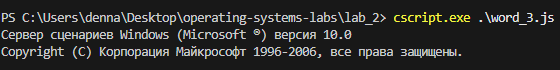 PS C:\Users\denna\Desktop\operating-systems-labs\lab_2> cscript.exe .\word_3.js
Сервер сценариев Windows (Microsoft ®) версия 10.0
Copyright (C) Корпорация Майкрософт 1996-2006, все права защищены.